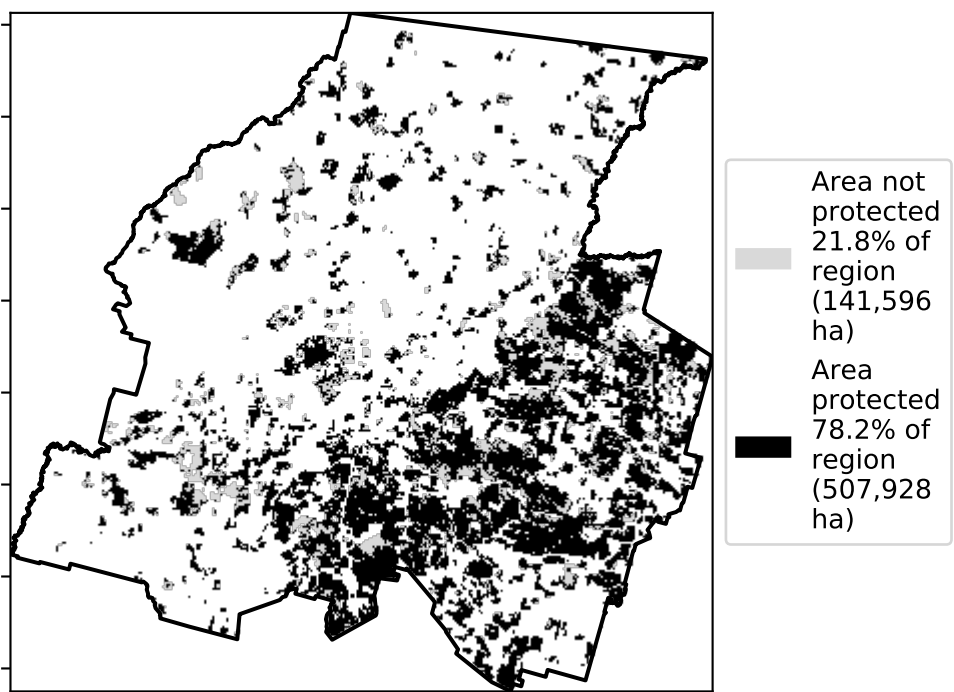 Area not
protected
21.8% of
region
(141,596
ha)
Area
protected
78.2% of
region
(507,928
ha)